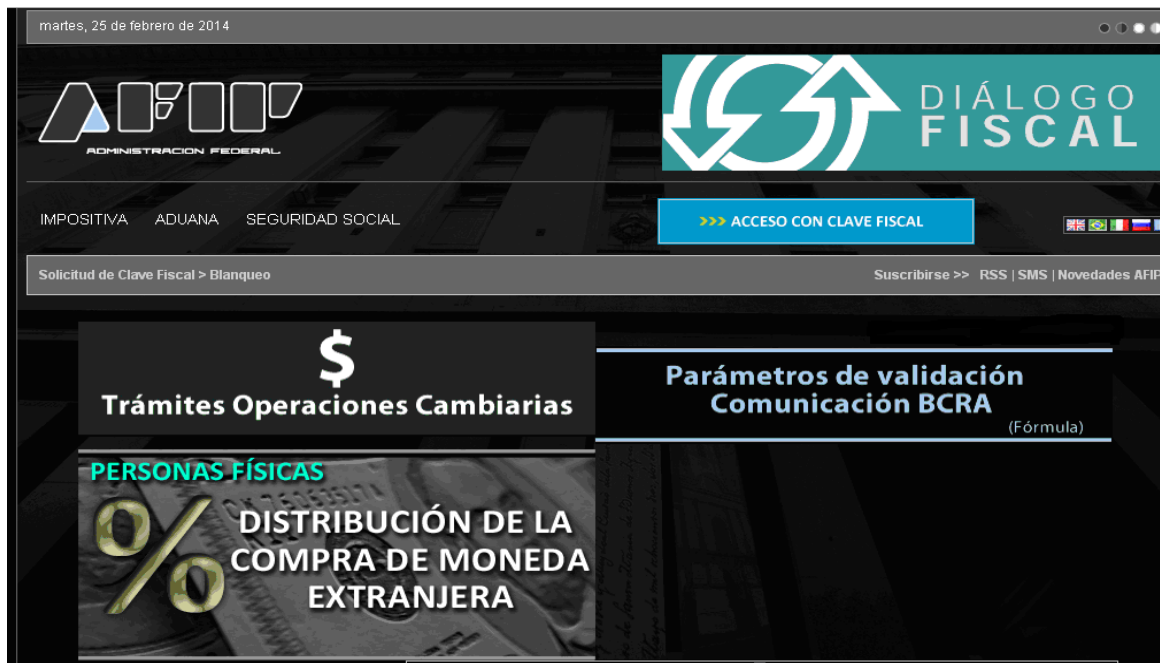 martes, 25 de febrero de 2014
AFIP
ADMINISTRACION FEDERAL
DIÁLOGO
FISCAL
IMPOSITIVA ADUANA SEGURIDAD SOCIAL
>>> ACCESO CON CLAVE FISCAL
Solicitud de Clave Fiscal > Blanqueo
Suscribirse >> RSS | SMS | Novedades AFIP
$
Trámites Operaciones Cambiarias
Parámetros de validación
Comunicación BCRA
(Fórmula)
PERSONAS FÍSICAS
%
DISTRIBUCIÓN DE LA
COMPRA DE MONEDA
EXTRANJERA